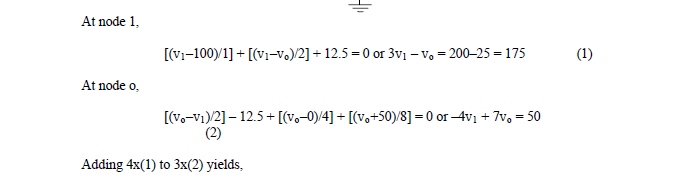 At node 1,
[(v₁–100)/1] + [(v₁–vₒ)/2] + 12.5 = 0 or 3v₁ – vₒ = 200–25 = 175 (1)
At node o,
[(vₒ–v₁)/2] – 12.5 + [(vₒ–0)/4] + [(vₒ+50)/8] = 0 or –4v₁ + 7vₒ = 50
(2)
Adding 4x(1) to 3x(2) yields,